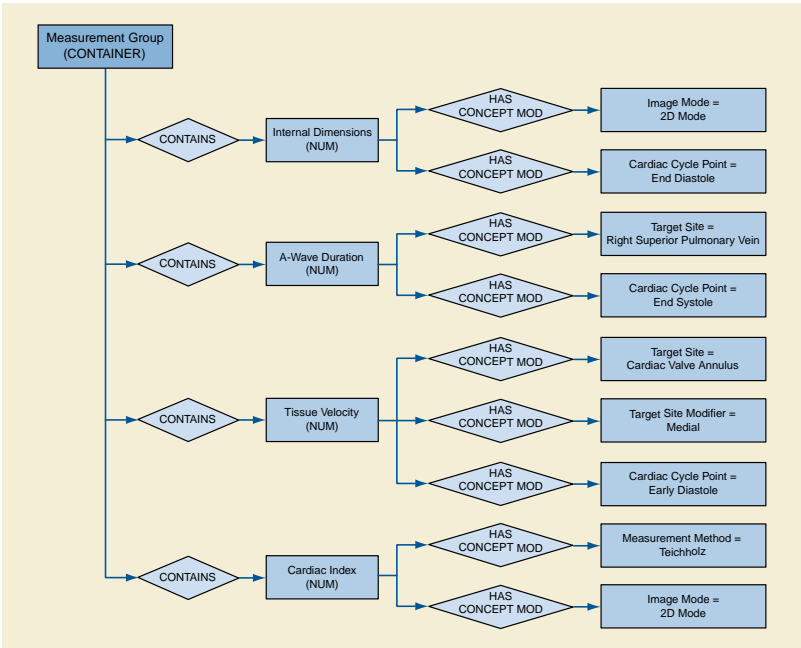 Measurement Group
(CONTAINER)
CONTAINS
Internal Dimensions
(NUM)
HAS
CONCEPT MOD
Image Mode =
2D Mode
HAS
CONCEPT MOD
Cardiac Cycle Point =
End Diastole
CONTAINS
A-Wave Duration
(NUM)
HAS
CONCEPT MOD
Target Site =
Right Superior Pulmonary Vein
HAS
CONCEPT MOD
Cardiac Cycle Point =
End Systole
CONTAINS
Tissue Velocity
(NUM)
HAS
CONCEPT MOD
Target Site =
Cardiac Valve Annulus
HAS
CONCEPT MOD
Target Site Modifier =
Medial
HAS
CONCEPT MOD
Cardiac Cycle Point =
Early Diastole
CONTAINS
Cardiac Index
(NUM)
HAS
CONCEPT MOD
Measurement Method =
Teichholz
HAS
CONCEPT MOD
Image Mode =
2D Mode